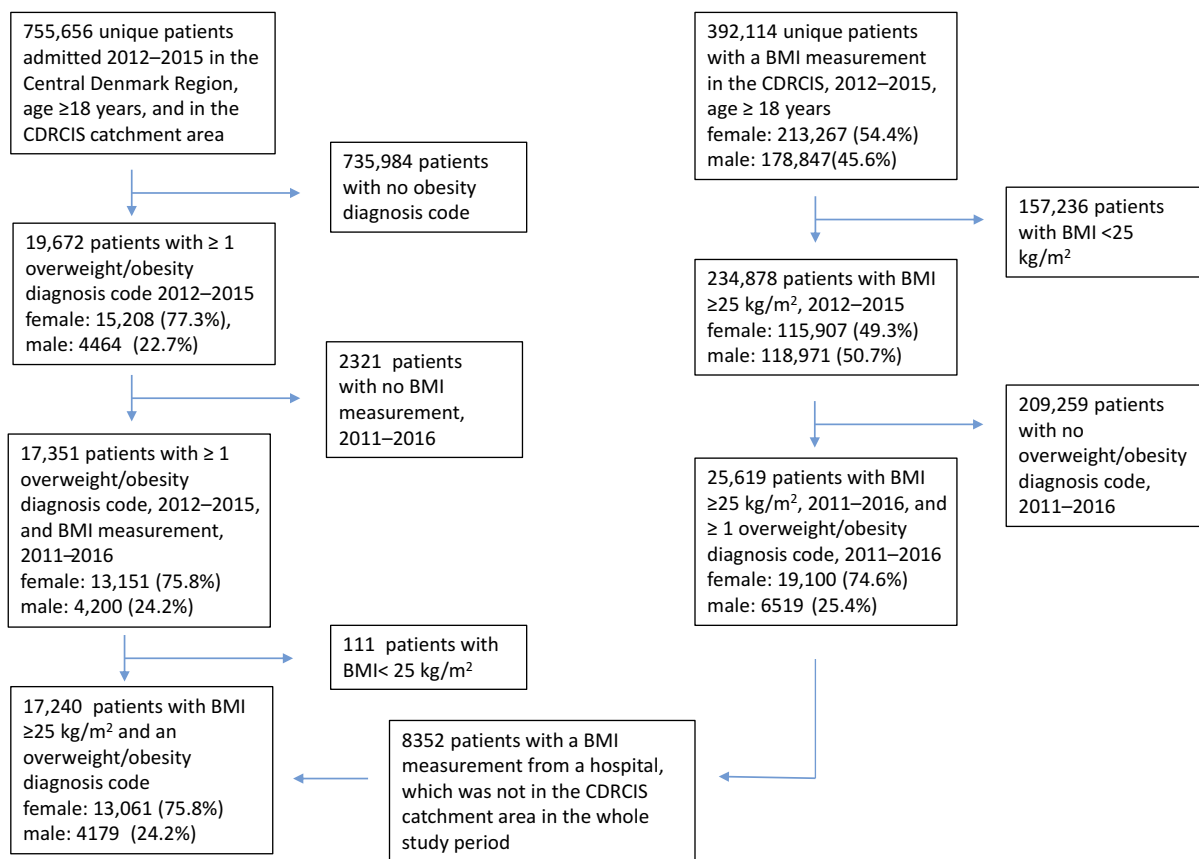 755,656 unique patients
admitted 2012–2015 in the
Central Denmark Region,
age ≥18 years, and in the
CDRCIS catchment area
735,984 patients
with no obesity
diagnosis code
19,672 patients with ≥ 1
overweight/obesity
diagnosis code 2012–2015
female: 15,208 (77.3%),
male: 4464 (22.7%)
2321 patients
with no BMI
measurement,
2011–2016
17,351 patients with ≥ 1
overweight/obesity
diagnosis code, 2012–2015,
and BMI measurement,
2011–2016
female: 13,151 (75.8%)
male: 4,200 (24.2%)
111 patients with
BMI< 25 kg/m²
17,240 patients with BMI
≥25 kg/m² and an
overweight/obesity
diagnosis code
female: 13,061 (75.8%)
male: 4179 (24.2%)
392,114 unique patients
with a BMI measurement
in the CDRCIS, 2012–2015,
age ≥ 18 years
female: 213,267 (54.4%)
male: 178,847(45.6%)
157,236 patients
with BMI <25
kg/m²
234,878 patients with BMI
≥25 kg/m², 2012–2015
female: 115,907 (49.3%)
male: 118,971 (50.7%)
209,259 patients
with no
overweight/obesity
diagnosis code,
2011–2016
25,619 patients with BMI
≥25 kg/m², 2011–2016, and
≥ 1 overweight/obesity
diagnosis code, 2011–2016
female: 19,100 (74.6%)
male: 6519 (25.4%)
8352 patients with a BMI
measurement from a hospital,
which was not in the CDRCIS
catchment area in the whole
study period